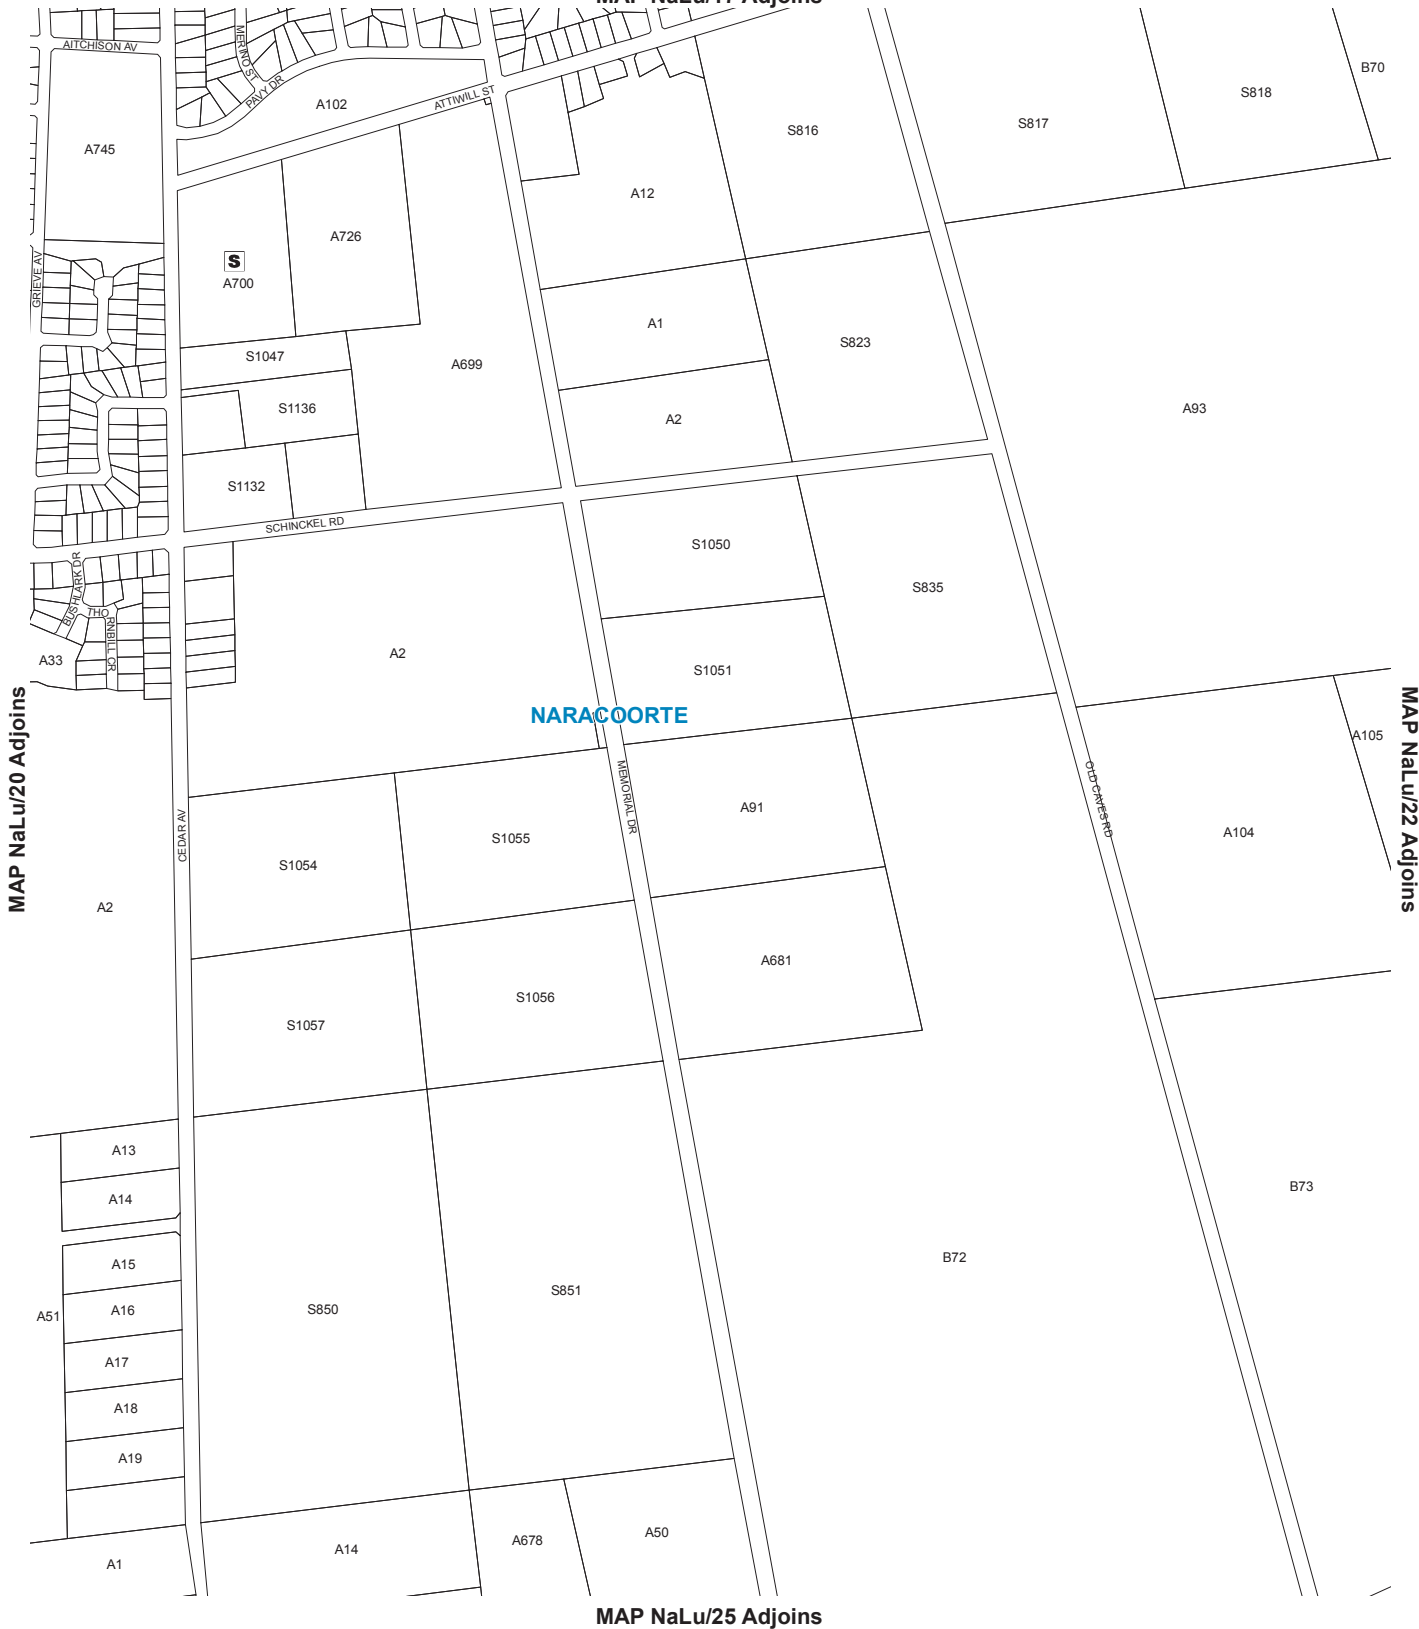 MAP NaLu/17 Adjoins
AITCHISON AV
MERINO ST
PAVY DR
A102
ATTIWILL ST
B70
S818
S817
S816
A745
A12
A726
S
A700
GRIEVE AV
A1
S823
S1047
A699
S1136
A2
A93
S1132
SCHINCKEL RD
S1050
BUSHLARK DR
S835
THORNBILL CR
A33
A2
S1051
NARACOORTE
MAP NaLu/20 Adjoins
MAP NaLu/22 Adjoins
A105
MEMORIAL DR
OLD CAVES RD
CEDAR AV
A91
A104
S1055
S1054
A2
A681
S1056
S1057
A13
A14
B73
A15
B72
S851
A16
S850
A51
A17
A18
A19
A50
A678
A14
A1
MAP NaLu/25 Adjoins